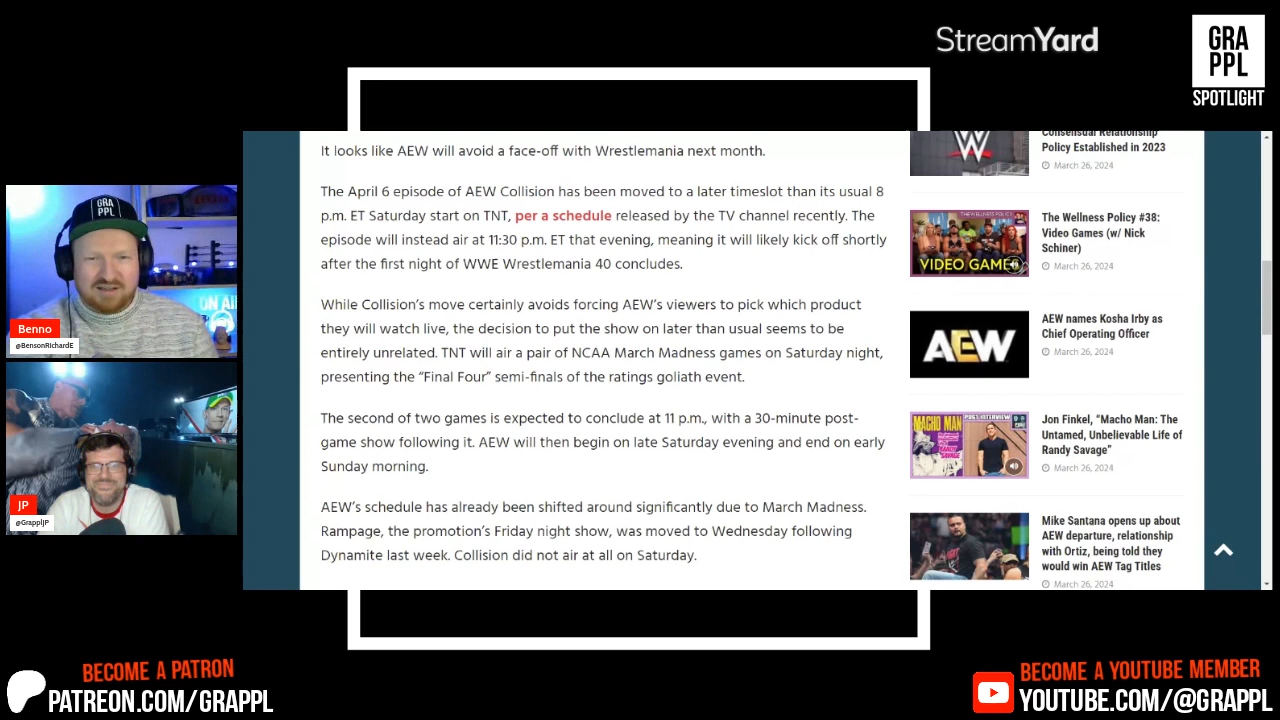 StreamYard
GRA
PPL
SPOTLIGHT
GRA
PPL
ON AI
Benno
@BensonRichardE
JP
@GrapplJP
It looks like AEW will avoid a face-off with Wrestlemania next month.
The April 6 episode of AEW Collision has been moved to a later timeslot than its usual 8
p.m. ET Saturday start on TNT, per a schedule released by the TV channel recently. The
episode will instead air at 11:30 p.m. ET that evening, meaning it will likely kick off shortly
after the first night of WWE Wrestlemania 40 concludes.
While Collision's move certainly avoids forcing AEW's viewers to pick which product
they will watch live, the decision to put the show on later than usual seems to be
entirely unrelated. TNT will air a pair of NCAA March Madness games on Saturday night,
presenting the “Final Four” semi-finals of the ratings goliath event.
The second of two games is expected to conclude at 11 p.m., with a 30-minute post-
game show following it. AEW will then begin on late Saturday evening and end on early
Sunday morning.
AEW's schedule has already been shifted around significantly due to March Madness.
Rampage, the promotion's Friday night show, was moved to Wednesday following
Dynamite last week. Collision did not air at all on Saturday.
Consensual Relationship
Policy Established in 2023
March 26, 2024
THE WELLNESS POLICY
VIDEO GAME
The Wellness Policy #38:
Video Games (w/ Nick
Schiner)
March 26, 2024
AEW
AEW names Kosha Irby as
Chief Operating Officer
March 26, 2024
MACHO MAN
POST INTERVIEW
Jon Finkel, “Macho Man: The
Untamed, Unbelievable Life of
Randy Savage”
March 26, 2024
Mike Santana opens up about
AEW departure, relationship
with Ortiz, being told they
would win AEW Tag Titles
March 26, 2024
BECOME A PATRON
PATREON.COM/GRAPPL
BECOME A YOUTUBE MEMBER
YOUTUBE.COM/@GRAPPL